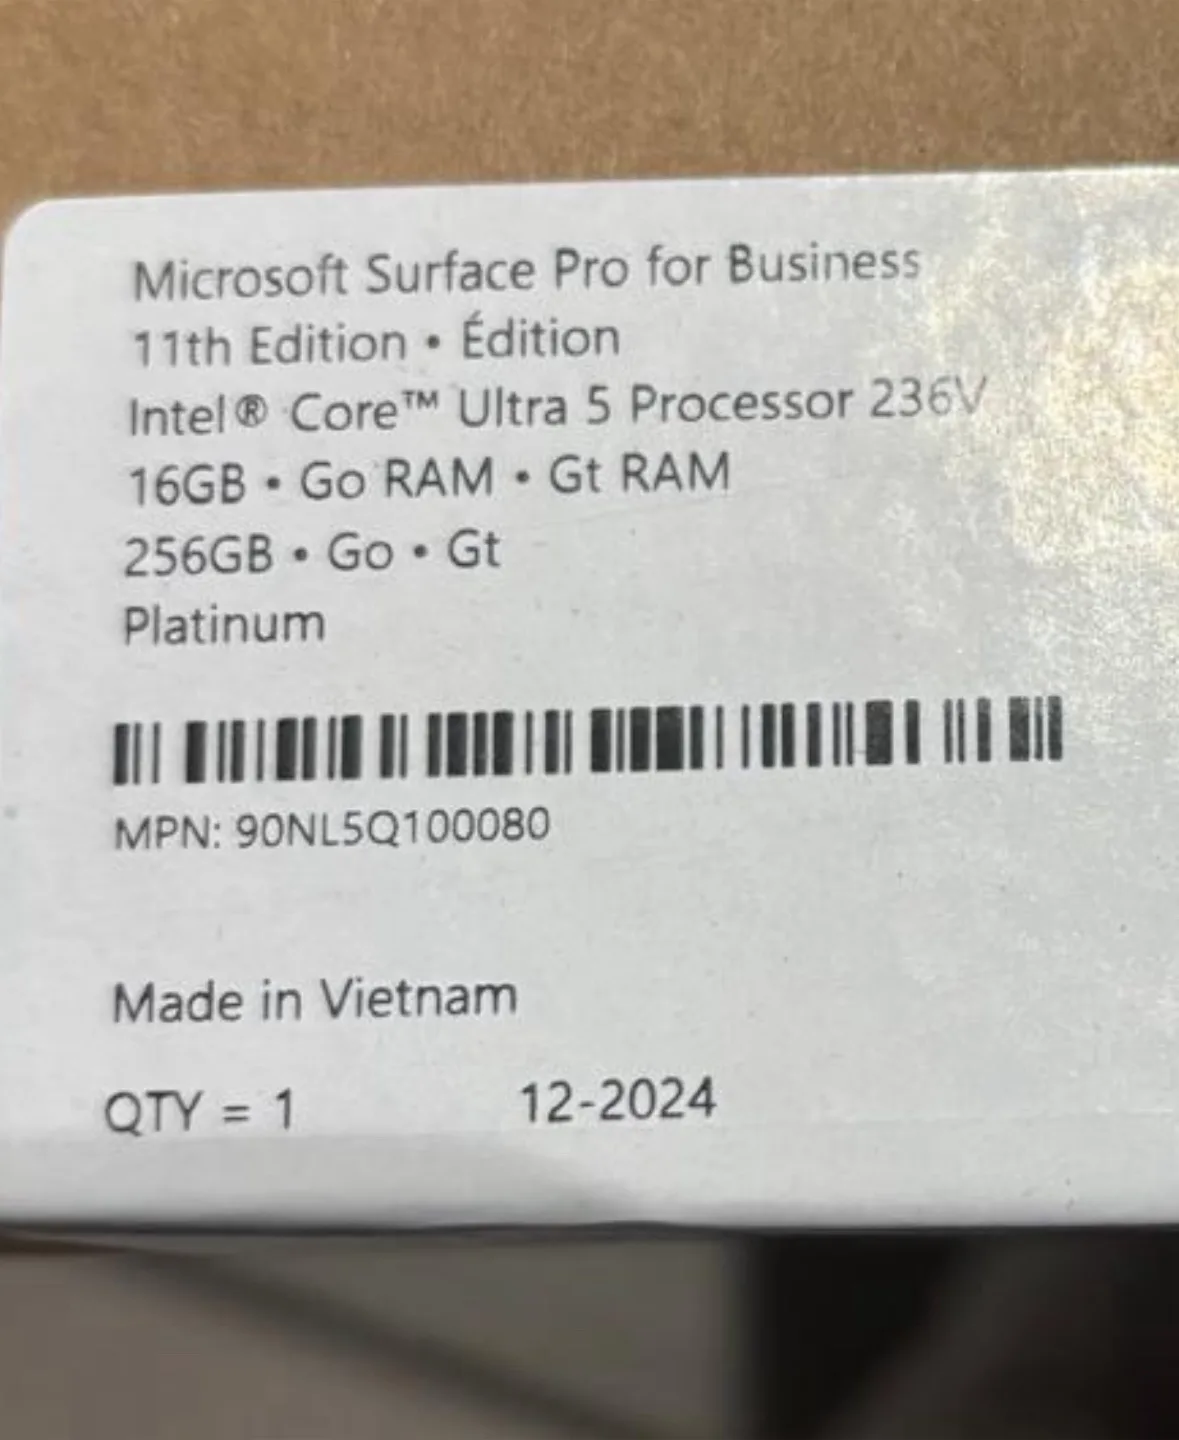 Microsoft Surface Pro for Business
11th Edition • Édition
Intel® Core™ Ultra 5 Processor 236V
16GB • Go RAM • Gt RAM
256GB • Go • Gt
Platinum
MPN: 90NL5Q100080
Made in Vietnam
QTY = 1 12-2024